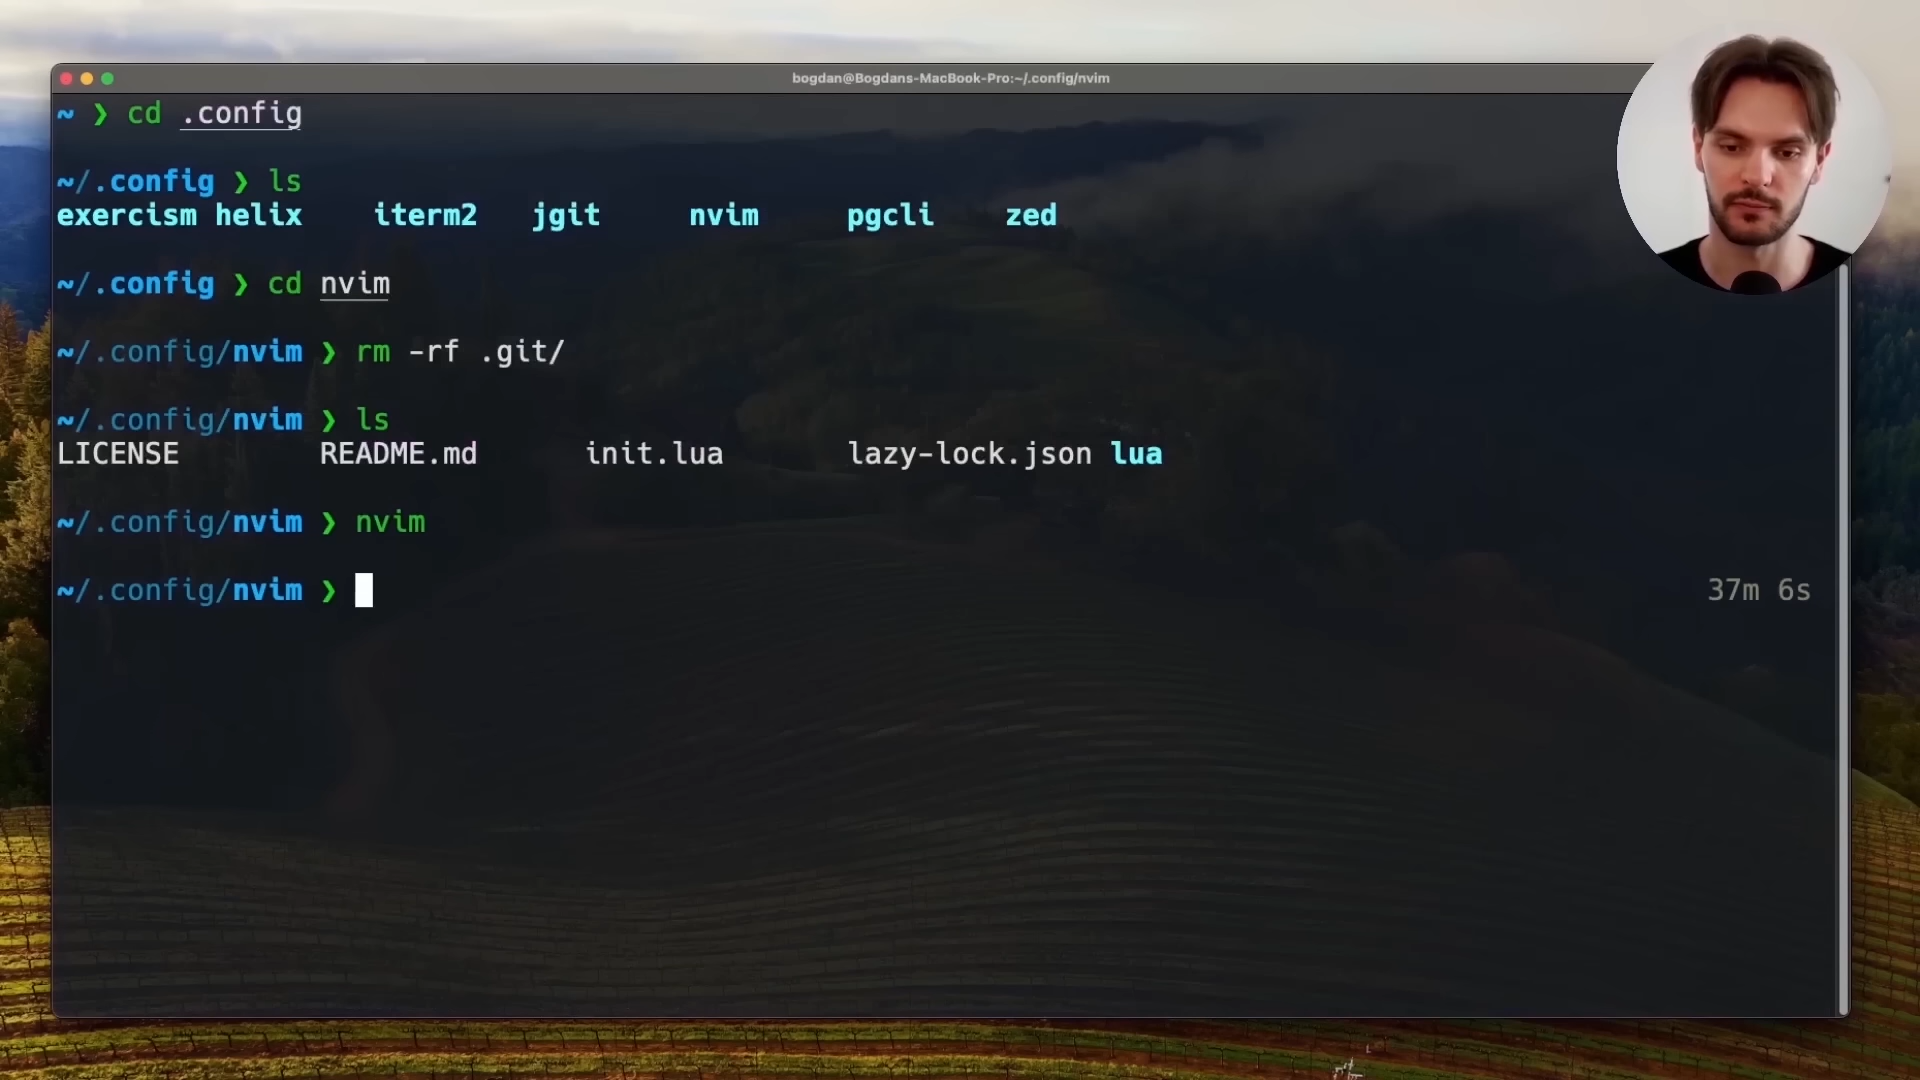 bogdan@Bogdans-MacBook-Pro:~/.config/nvim
~ ❯ cd .config
~/.config ❯ ls
exercism helix iterm2 jgit nvim pgcli zed
~/.config ❯ cd nvim
~/.config/nvim ❯ rm -rf .git/
~/.config/nvim ❯ ls
LICENSE README.md init.lua lazy-lock.json lua
~/.config/nvim ❯ nvim
~/.config/nvim ❯ 37m 6s